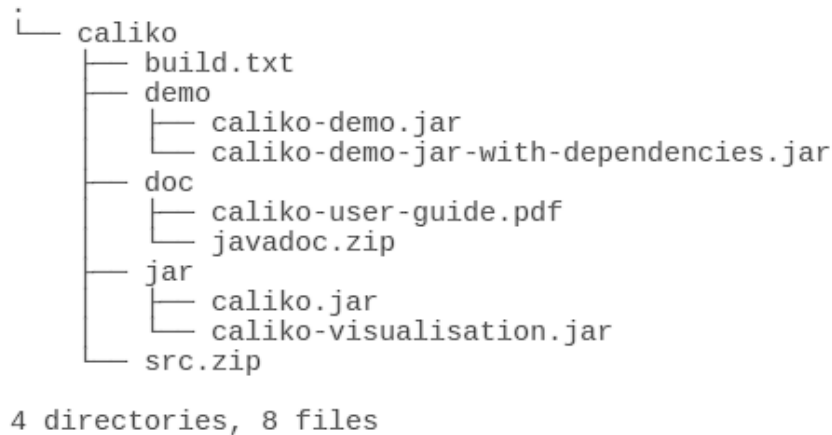 .
└── caliko
    ├── build.txt
    ├── demo
    │   ├── caliko-demo.jar
    │   └── caliko-demo-jar-with-dependencies.jar
    ├── doc
    │   ├── caliko-user-guide.pdf
    │   └── javadoc.zip
    ├── jar
    │   ├── caliko.jar
    │   └── caliko-visualisation.jar
    └── src.zip

4 directories, 8 files